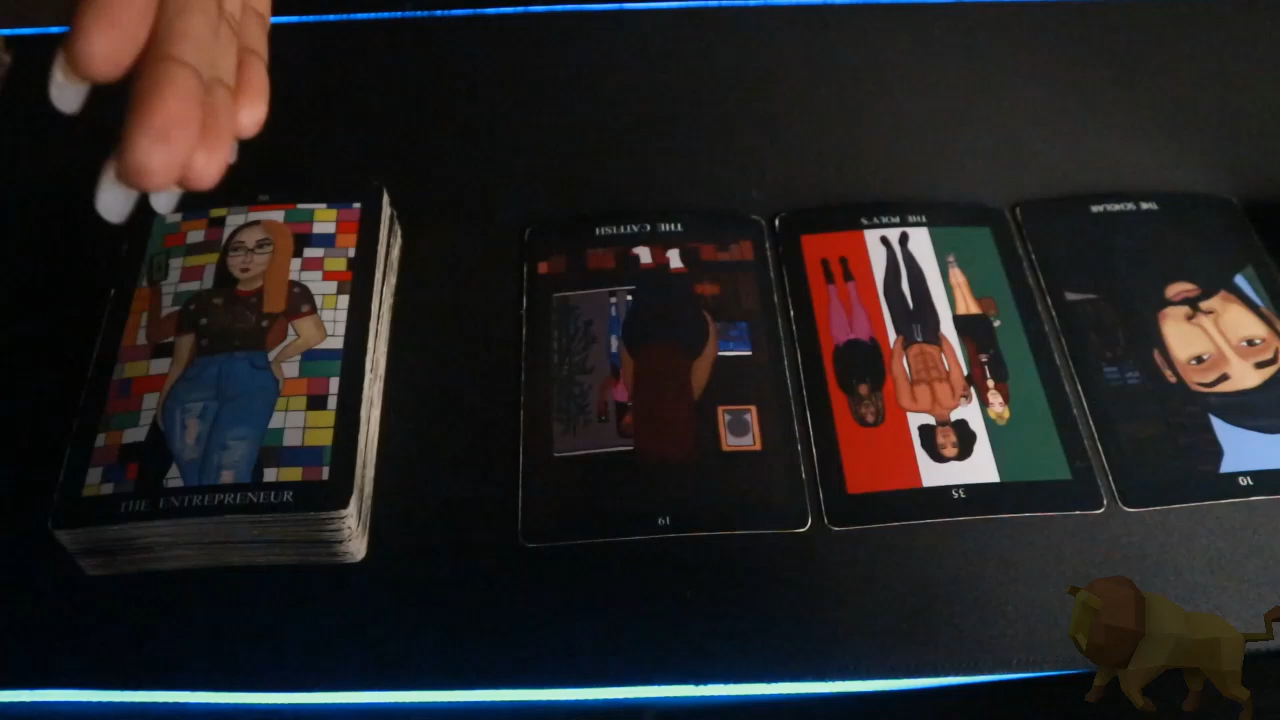 THE ENTREPRENEUR
THE CATFISH
19
THE POLY'S
35
THE SCHOLAR
10